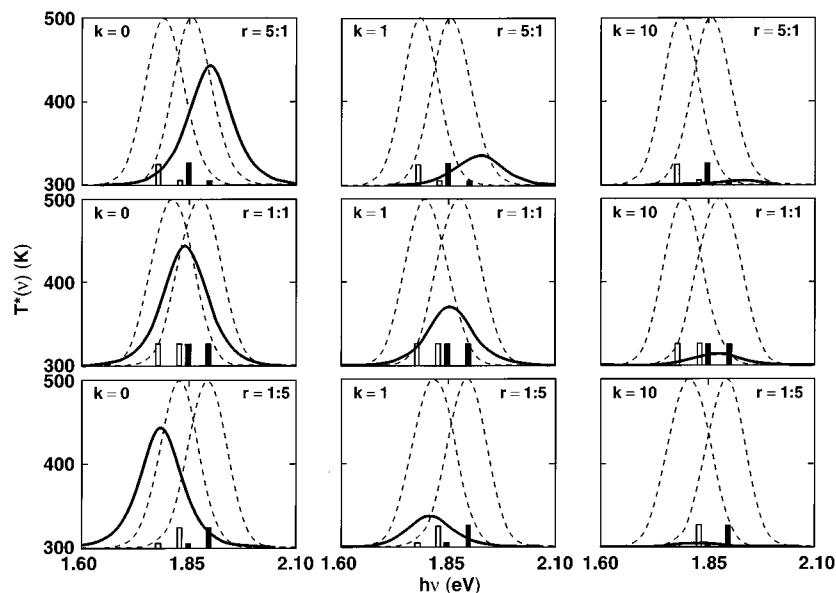 500 k = 0 r = 5:1 k = 1 r = 5:1 k = 10 r = 5:1
400
300
500 k = 0 r = 1:1 k = 1 r = 1:1 k = 10 r = 1:1
T*(ν) (K)
400
300
500 k = 0 r = 1:5 k = 1 r = 1:5 k = 10 r = 1:5
400
300
1.60 1.85 2.10 1.60 1.85 2.10 1.60 1.85 2.10
hν (eV)